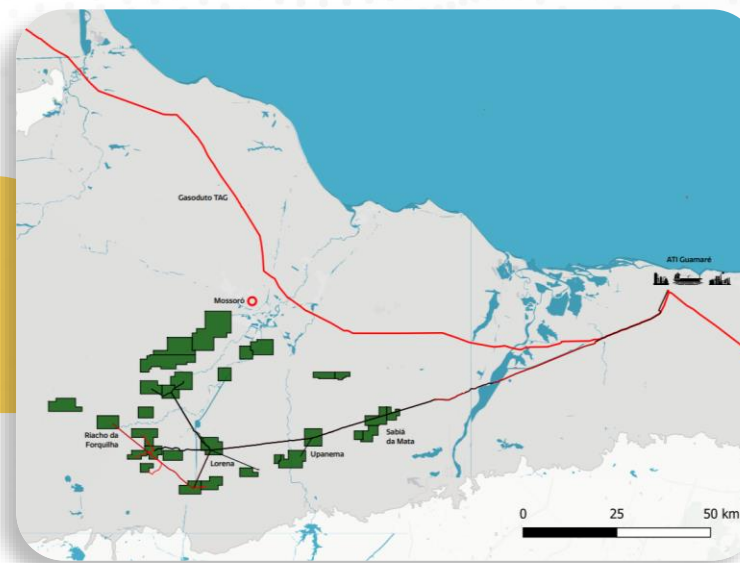 Gasoduto TAG
ATI Guamaré
Mossoró
Riacho da
Forquilha
Lorena
Upanema
Sabiá
da Mata
0 25 50 km